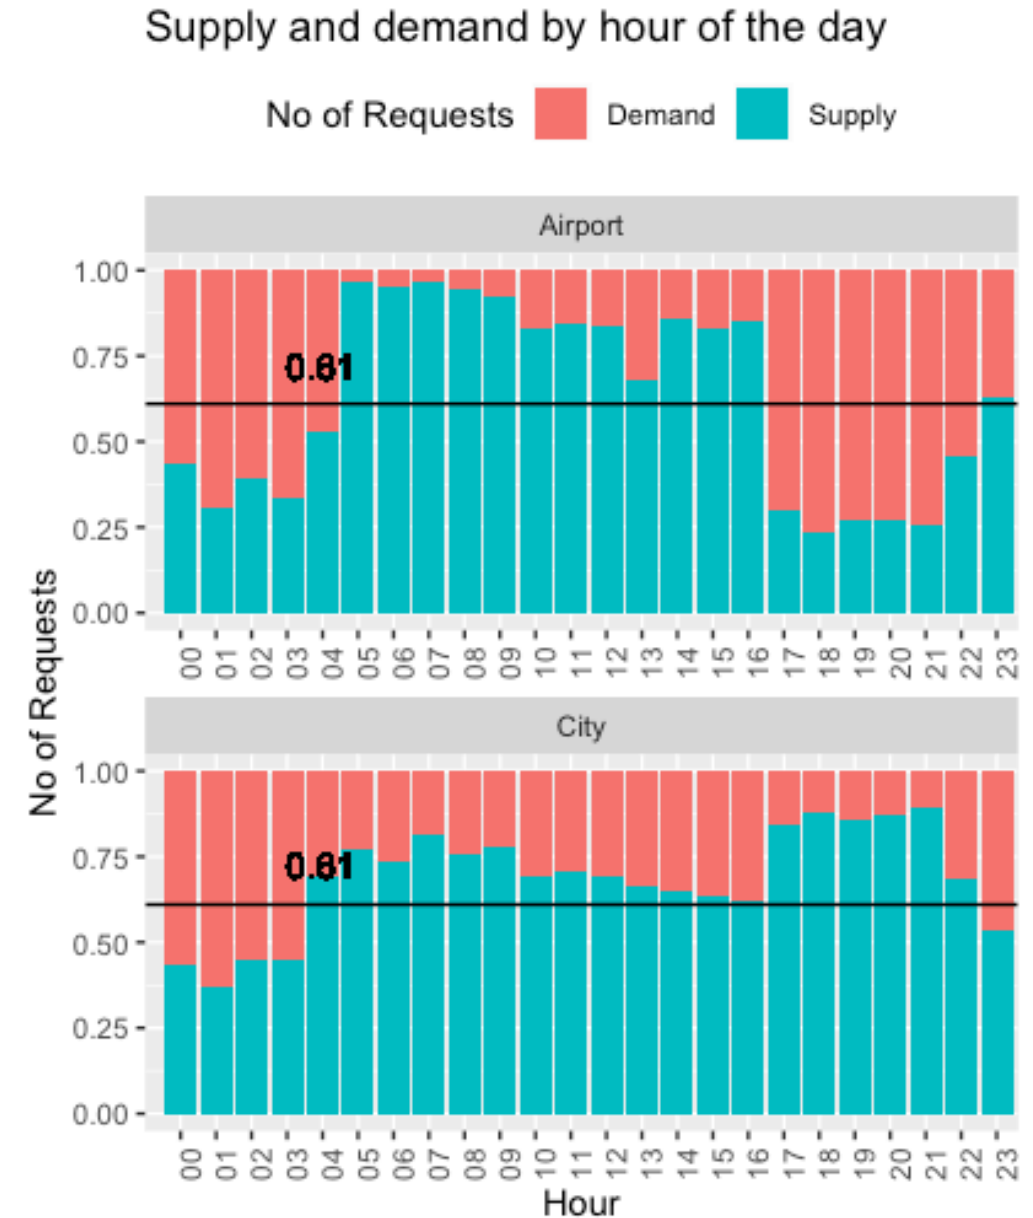 Supply and demand by hour of the day
No of Requests Demand Supply
Airport
1.00
0.75
0.61
0.50
0.25
0.00
00 01 02 03 04 05 06 07 08 09 10 11 12 13 14 15 16 17 18 19 20 21 22 23
No of Requests
City
1.00
0.75
0.61
0.50
0.25
0.00
00 01 02 03 04 05 06 07 08 09 10 11 12 13 14 15 16 17 18 19 20 21 22 23
Hour